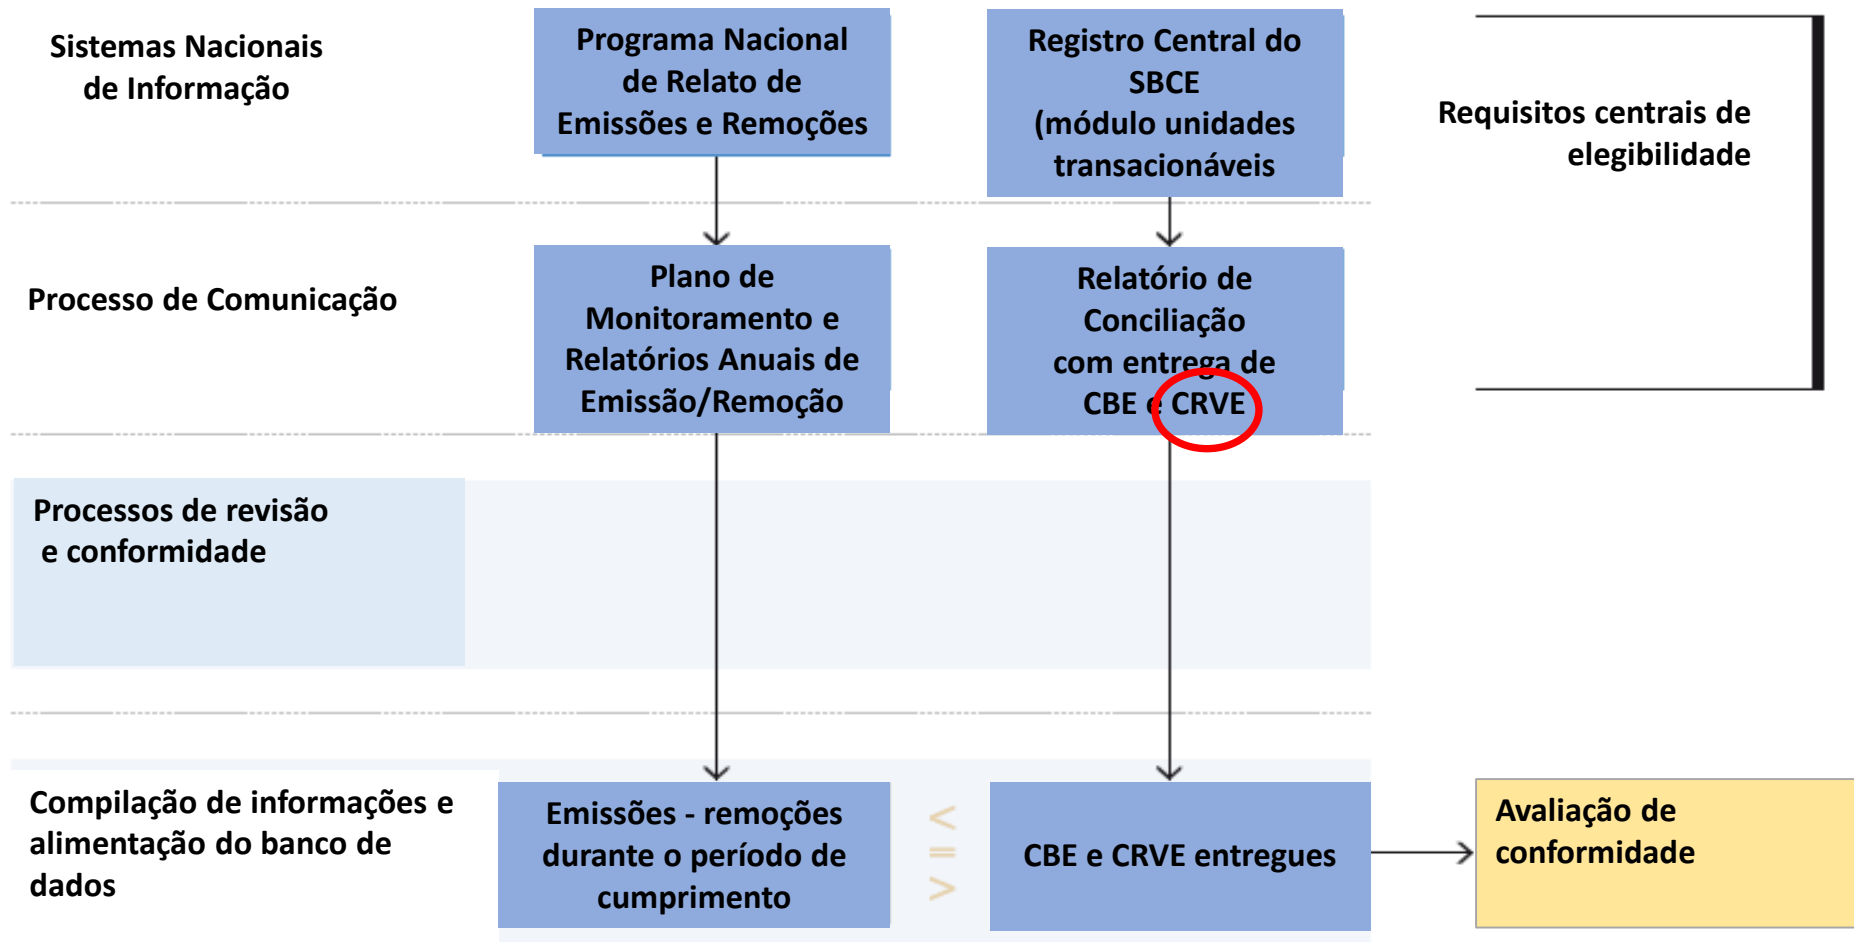 Sistemas Nacionais
de Informação
Programa Nacional
de Relato de
Emissões e Remoções
Registro Central do
SBCE
(módulo unidades
transacionáveis
Requisitos centrais de
elegibilidade
Processo de Comunicação
Plano de
Monitoramento e
Relatórios Anuais de
Emissão/Remoção
Relatório de
Conciliação
com entrega de
CBE e CRVE
Processos de revisão
e conformidade
Compilação de informações e
alimentação do banco de
dados
Emissões - remoções
durante o período de
cumprimento
<
=
>
CBE e CRVE entregues
Avaliação de
conformidade